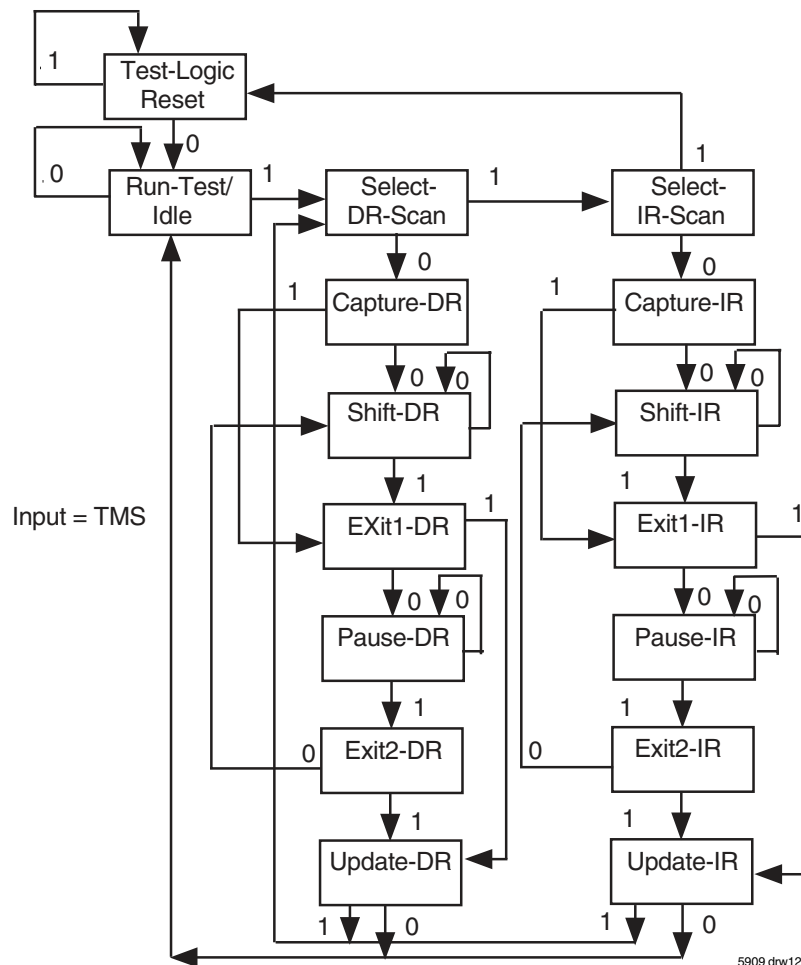 1
Test-Logic
Reset
0
1
0
Run-Test/
Idle
1
Select-
DR-Scan
1
Select-
IR-Scan
0
0
1
Capture-DR
1
Capture-IR
0
0
0
0
Shift-DR
Shift-IR
1
1
Input = TMS
EXit1-DR
1
Exit1-IR
1
0
0
0
0
Pause-DR
Pause-IR
1
1
0
Exit2-DR
0
Exit2-IR
1
1
Update-DR
Update-IR
1
0
1
0
5909 drw12